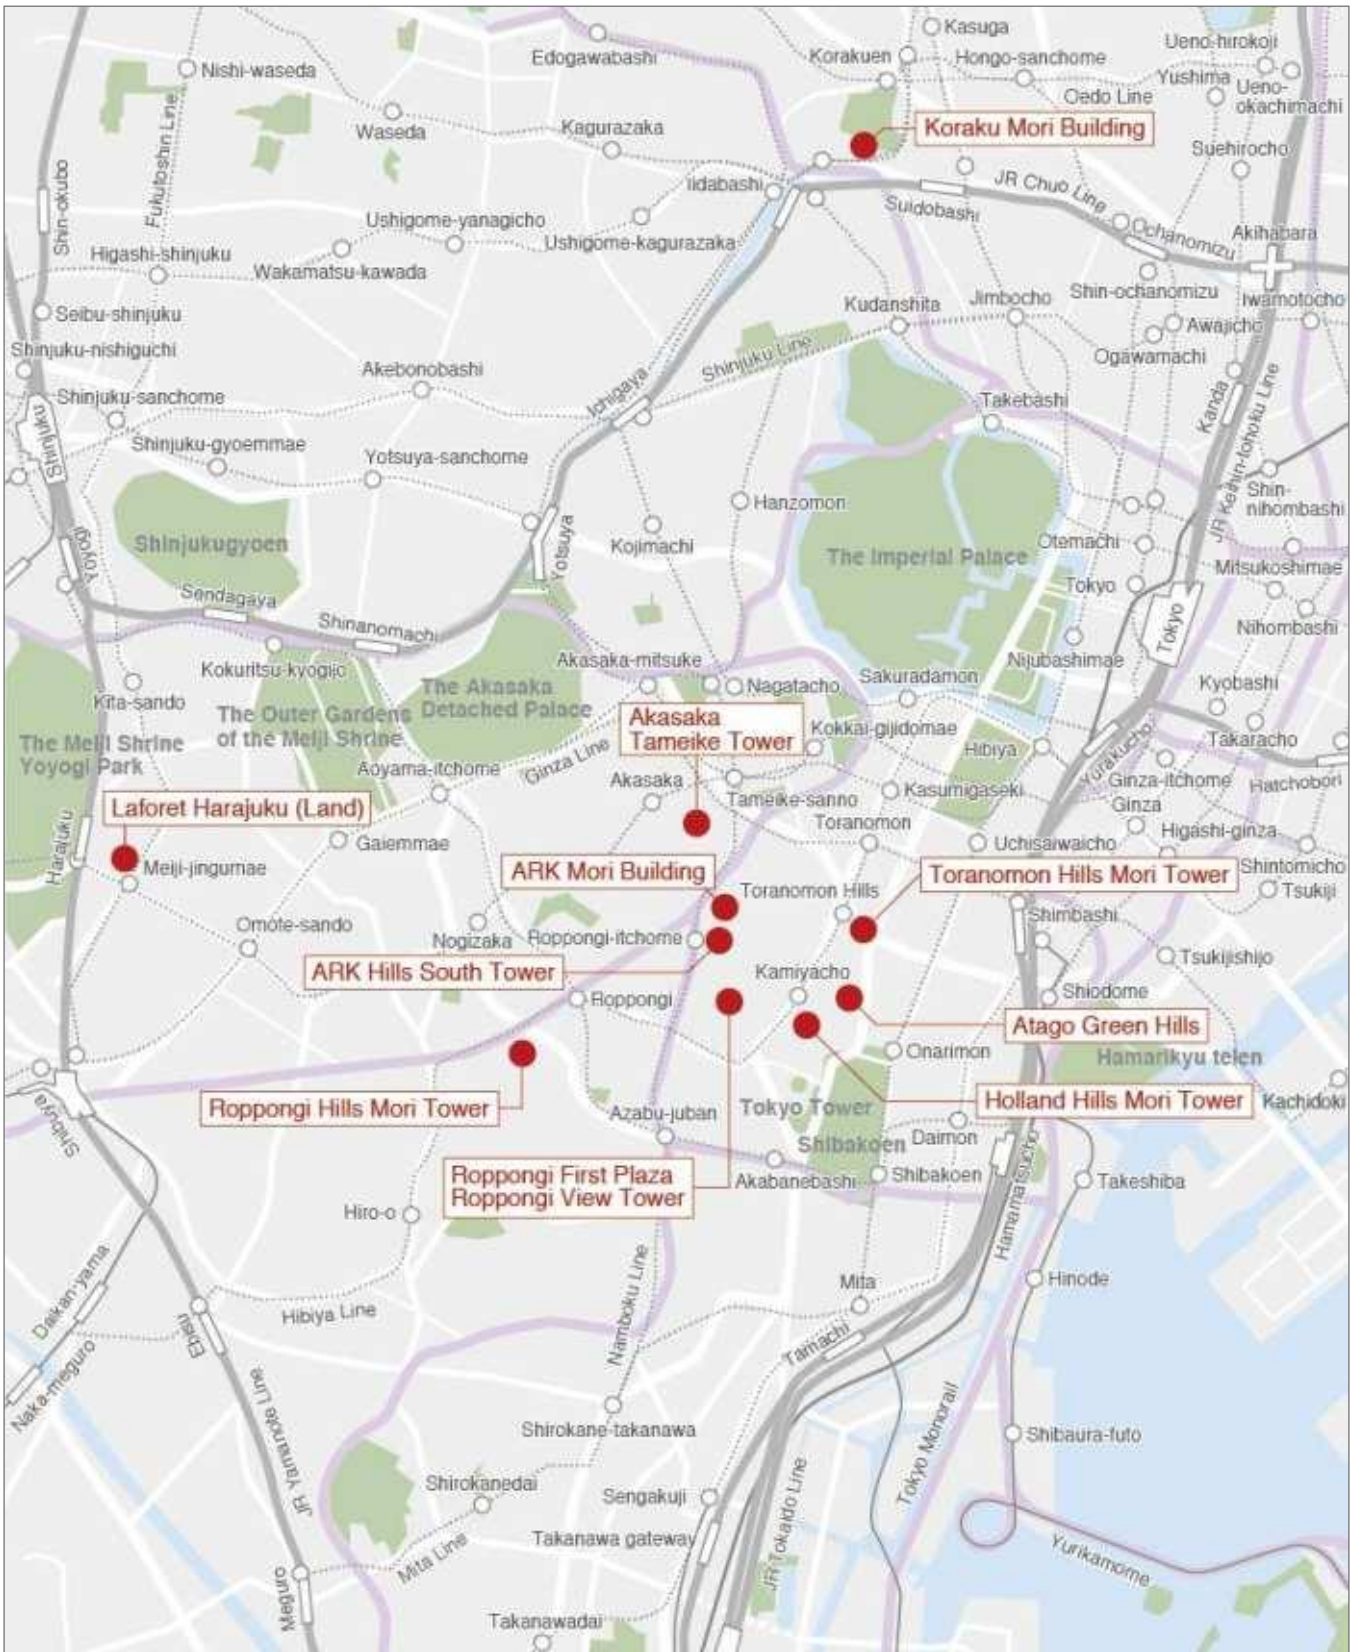 Edogawabashi
Kasuga
Korakuen
Hongo-sanchome
Ueno-hirokoji
Yushima
Ueno-
okachimachi
Oedo Line
Nishi-waseda
Waseda
Kagurazaka
Koraku Mori Building
Suehirocho
Fukutoshin Line
Shin-okubo
Iidabashi
JR Chuo Line
Suidobashi
Ochanomizu
Akihabara
Ushigome-yanagicho
Ushigome-kagurazaka
Higashi-shinjuku
Wakamatsu-kawada
Shin-ochanomizu
Iwamotocho
Kudanshita
Jimbocho
Seibu-shinjuku
Awajicho
Ogawamachi
Shinjuku-nishiguchi
Shinjuku Line
Akebonobashi
Ichigaya
Shinjuku-sanchome
Takebashi
Kanda
JR Keihin-tohoku Line
Shinjuku
Shinjuku-gyoemmae
Yotsuya-sanchome
Hanzomon
Shin-
nihombashi
Shinjukugyoen
Kojimachi
Yotsuya
The Imperial Palace
Otemachi
Yoyogi
Tokyo
Mitsukoshimae
Sendagaya
Shinanomachi
Tokyo
Nihombashi
Kokuritsu-kyogijo
Akasaka-mitsuke
Nagatacho
Sakuradamon
Nijubashimae
Kyobashi
Kita-sando
The Akasaka
Detached Palace
The Outer Gardens
of the Meiji Shrine
Akasaka
Tameike Tower
Kokkai-gijidomae
Hibiya
Yurakucho
Takaracho
The Meiji Shrine
Yoyogi Park
Ginza Line
Aoyama-itchome
Akasaka
Tameike-sanno
Kasumigaseki
Ginza-itchome
Hatchobori
Ginza
Laforet Harajuku (Land)
Harajuku
Gaiemmae
Toranomon
Uchisaiwaicho
Higashi-ginza
Shintomicho
Meiji-jingumae
ARK Mori Building
Toranomon Hills Mori Tower
Tsukiji
Toranomon Hills
Shimbashi
Omote-sando
Nogizaka
Roppongi-itchome
Tsukijishijo
ARK Hills South Tower
Kamiyacho
Roppongi
Shiodome
Atago Green Hills
Onarimon
Hamarikyu teien
Roppongi Hills Mori Tower
Azabu-juban
Tokyo Tower
Holland Hills Mori Tower
Kachidoki
Shibuya
Shibakoen
Daimon
Roppongi First Plaza
Roppongi View Tower
Akabanebashi
Shibakoen
Hamamatsucho
Takeshiba
Hiro-o
Daikan-yama
Namboku Line
Mita
Hinode
Hibiya Line
Ebisu
Tamachi
Naka-meguro
JR Yamanote Line
Shirokane-takanawa
Tokyo Monorail
Shibaura-futo
Shirokanedai
Sengakuji
JR Tokaido Line
Takanawa gateway
Mita Line
Yurikamome
Meguro
Takanawadai